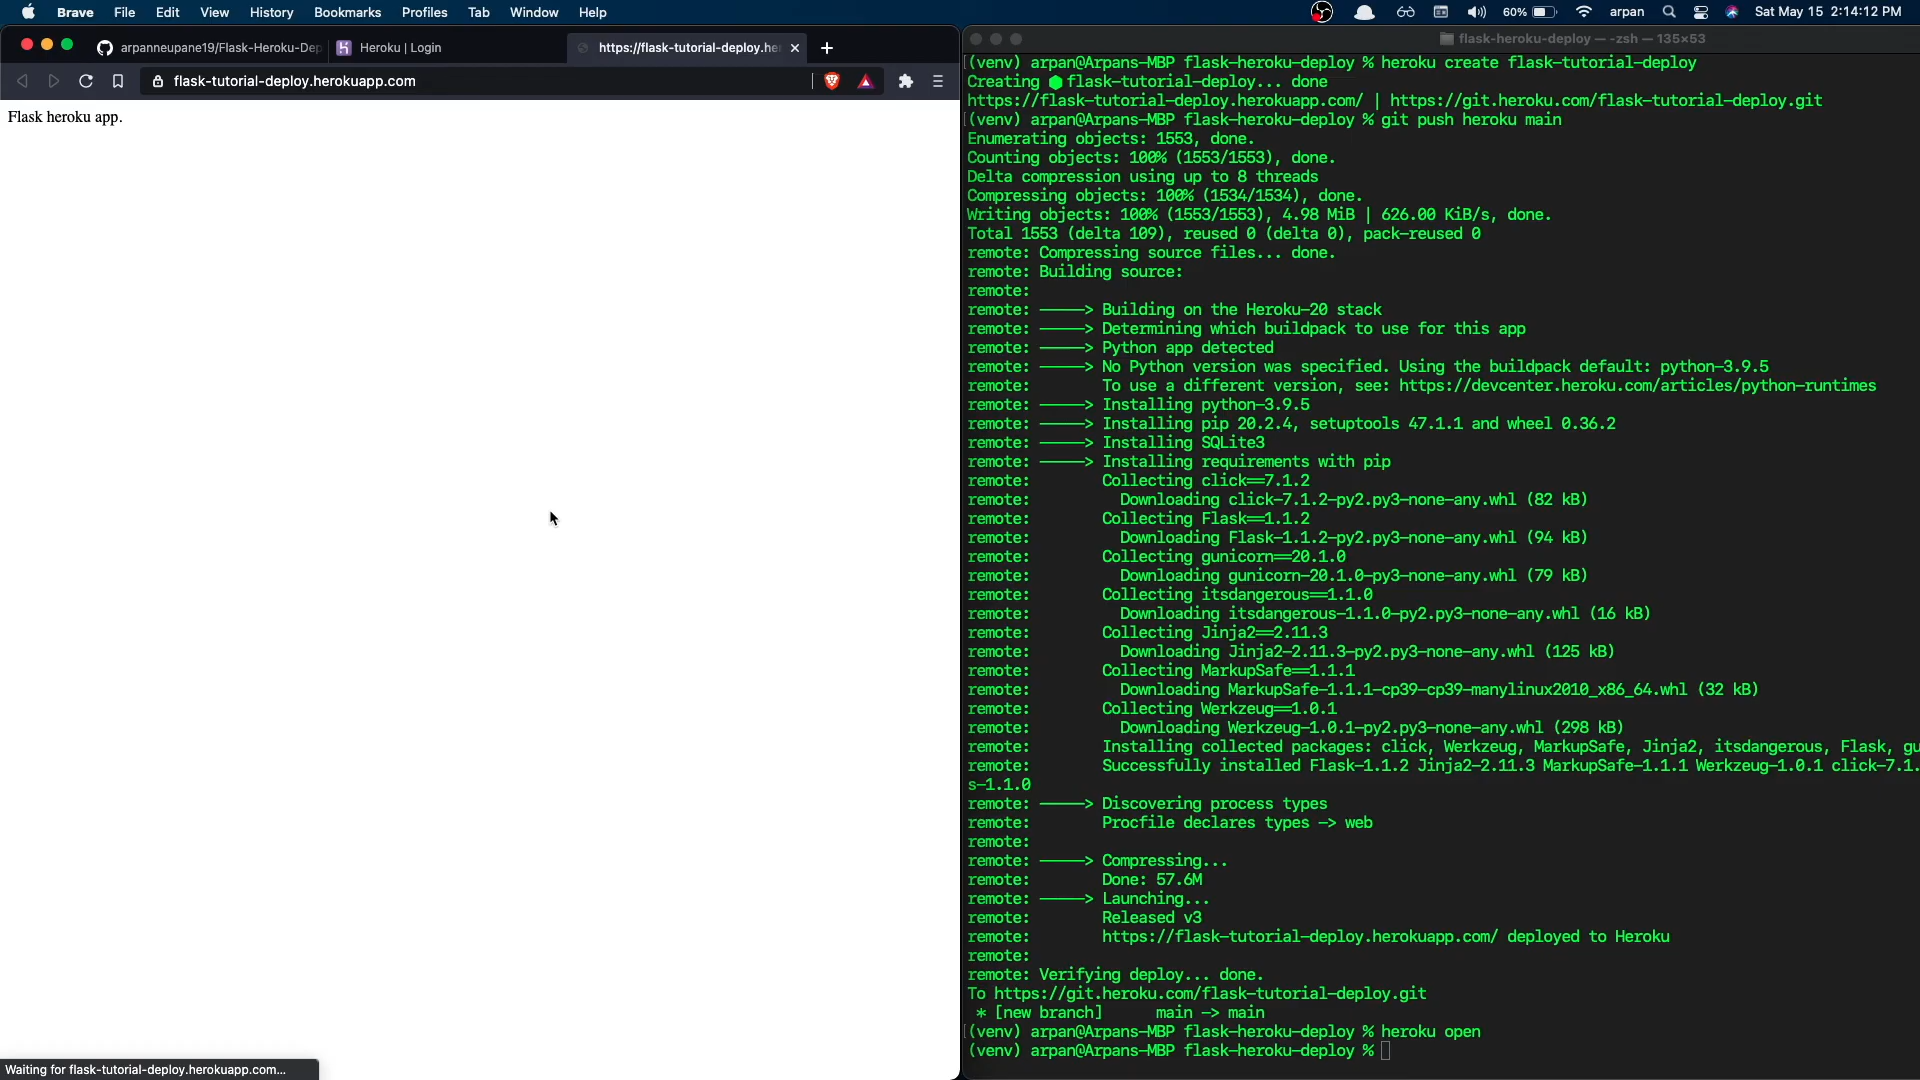 Brave File Edit View History Bookmarks Profiles Tab Window Help 60% arpan Sat May 15 2:14:12 PM
arpanneupane19/Flask-Heroku-Dep Heroku | Login https://flask-tutorial-deploy.he
flask-tutorial-deploy.herokuapp.com
Flask heroku app.
Waiting for flask-tutorial-deploy.herokuapp.com...
flask-heroku-deploy — -zsh — 135×53
(venv) arpan@Arpans-MBP flask-heroku-deploy % heroku create flask-tutorial-deploy
Creating ⬢ flask-tutorial-deploy... done
https://flask-tutorial-deploy.herokuapp.com/ | https://git.heroku.com/flask-tutorial-deploy.git
(venv) arpan@Arpans-MBP flask-heroku-deploy % git push heroku main
Enumerating objects: 1553, done.
Counting objects: 100% (1553/1553), done.
Delta compression using up to 8 threads
Compressing objects: 100% (1534/1534), done.
Writing objects: 100% (1553/1553), 4.98 MiB | 626.00 KiB/s, done.
Total 1553 (delta 109), reused 0 (delta 0), pack-reused 0
remote: Compressing source files... done.
remote: Building source:
remote:
remote: -----> Building on the Heroku-20 stack
remote: -----> Determining which buildpack to use for this app
remote: -----> Python app detected
remote: -----> No Python version was specified. Using the buildpack default: python-3.9.5
remote:        To use a different version, see: https://devcenter.heroku.com/articles/python-runtimes
remote: -----> Installing python-3.9.5
remote: -----> Installing pip 20.2.4, setuptools 47.1.1 and wheel 0.36.2
remote: -----> Installing SQLite3
remote: -----> Installing requirements with pip
remote:        Collecting click==7.1.2
remote:          Downloading click-7.1.2-py2.py3-none-any.whl (82 kB)
remote:        Collecting Flask==1.1.2
remote:          Downloading Flask-1.1.2-py2.py3-none-any.whl (94 kB)
remote:        Collecting gunicorn==20.1.0
remote:          Downloading gunicorn-20.1.0-py3-none-any.whl (79 kB)
remote:        Collecting itsdangerous==1.1.0
remote:          Downloading itsdangerous-1.1.0-py2.py3-none-any.whl (16 kB)
remote:        Collecting Jinja2==2.11.3
remote:          Downloading Jinja2-2.11.3-py2.py3-none-any.whl (125 kB)
remote:        Collecting MarkupSafe==1.1.1
remote:          Downloading MarkupSafe-1.1.1-cp39-cp39-manylinux2010_x86_64.whl (32 kB)
remote:        Collecting Werkzeug==1.0.1
remote:          Downloading Werkzeug-1.0.1-py2.py3-none-any.whl (298 kB)
remote:        Installing collected packages: click, Werkzeug, MarkupSafe, Jinja2, itsdangerous, Flask, gu
remote:        Successfully installed Flask-1.1.2 Jinja2-2.11.3 MarkupSafe-1.1.1 Werkzeug-1.0.1 click-7.1.
s-1.1.0
remote: -----> Discovering process types
remote:        Procfile declares types -> web
remote:
remote: -----> Compressing...
remote:        Done: 57.6M
remote: -----> Launching...
remote:        Released v3
remote:        https://flask-tutorial-deploy.herokuapp.com/ deployed to Heroku
remote:
remote: Verifying deploy... done.
To https://git.heroku.com/flask-tutorial-deploy.git
 * [new branch]      main -> main
(venv) arpan@Arpans-MBP flask-heroku-deploy % heroku open
(venv) arpan@Arpans-MBP flask-heroku-deploy %